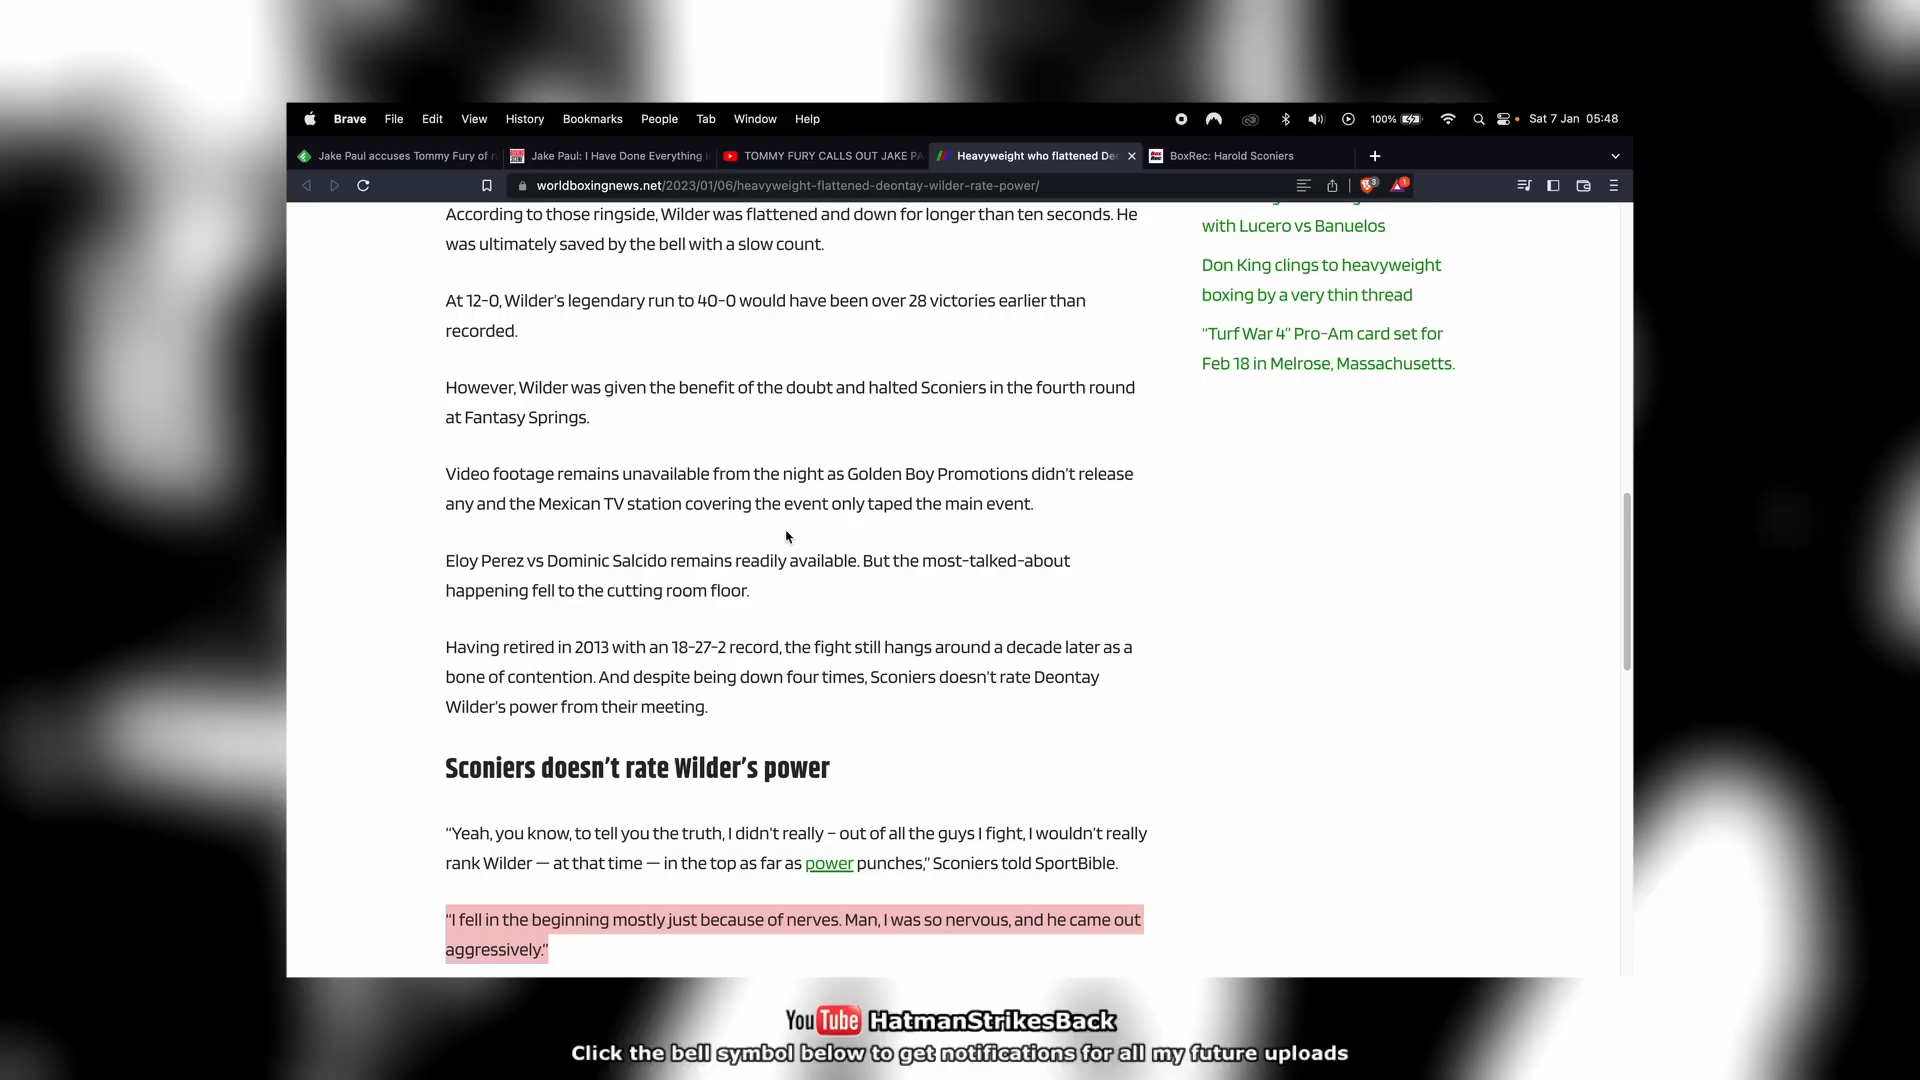 Brave File Edit View History Bookmarks People Tab Window Help 100% Sat 7 Jan 05:48
Jake Paul accuses Tommy Fury of Jake Paul: I Have Done Everything TOMMY FURY CALLS OUT JAKE PA Heavyweight who flattened De BoxRec: Harold Sconiers
worldboxingnews.net/2023/01/06/heavyweight-flattened-deontay-wilder-rate-power/ 3 1
According to those ringside, Wilder was flattened and down for longer than ten seconds. He
was ultimately saved by the bell with a slow count.
At 12-0, Wilder's legendary run to 40-0 would have been over 28 victories earlier than
recorded.
However, Wilder was given the benefit of the doubt and halted Sconiers in the fourth round
at Fantasy Springs.
Video footage remains unavailable from the night as Golden Boy Promotions didn't release
any and the Mexican TV station covering the event only taped the main event.
Eloy Perez vs Dominic Salcido remains readily available. But the most-talked-about
happening fell to the cutting room floor.
Having retired in 2013 with an 18-27-2 record, the fight still hangs around a decade later as a
bone of contention. And despite being down four times, Sconiers doesn't rate Deontay
Wilder's power from their meeting.
Sconiers doesn't rate Wilder's power
“Yeah, you know, to tell you the truth, I didn't really – out of all the guys I fight, I wouldn't really
rank Wilder — at that time — in the top as far as power punches,” Sconiers told SportBible.
“I fell in the beginning mostly just because of nerves. Man, I was so nervous, and he came out
aggressively.”
with Lucero vs Banuelos
Don King clings to heavyweight
boxing by a very thin thread
“Turf War 4” Pro-Am card set for
Feb 18 in Melrose, Massachusetts.
YouTube HatmanStrikesBack
Click the bell symbol below to get notifications for all my future uploads